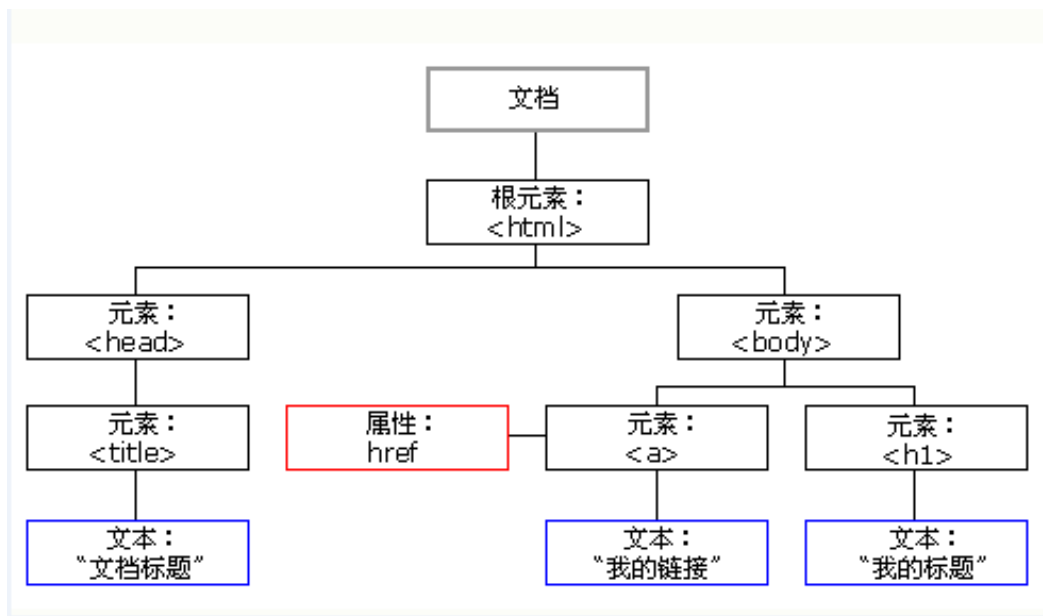 文档
根元素：
<html>
元素：
<head>
元素：
<body>
元素：
<title>
属性：
href
元素：
<a>
元素：
<h1>
文本：
“文档标题”
文本：
“我的链接”
文本：
“我的标题”